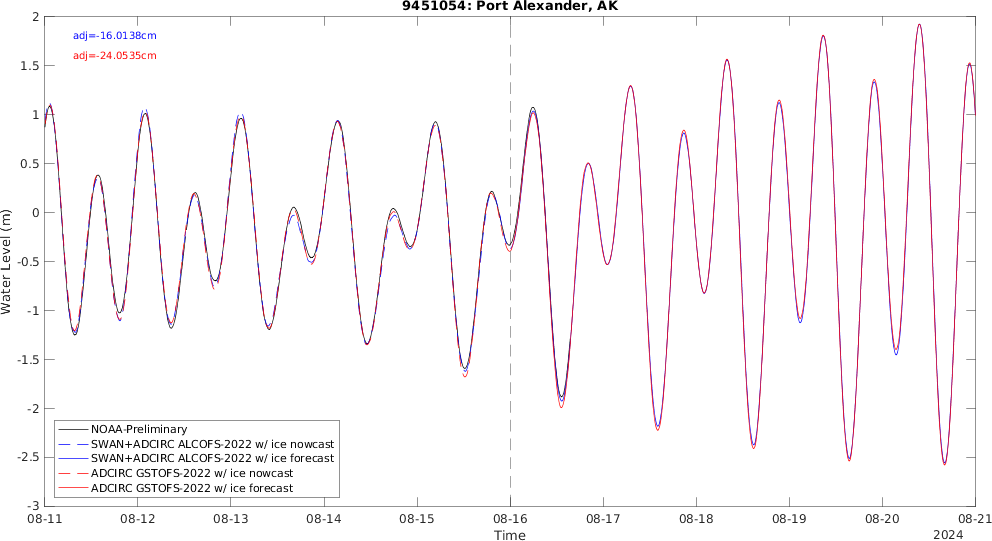 9451054: Port Alexander, AK
adj=-16.0138cm
adj=-24.0535cm
2
1.5
1
0.5
0
-0.5
-1
-1.5
-2
-2.5
-3
Water Level (m)
NOAA-Preliminary
SWAN+ADCIRC ALCOFS-2022 w/ ice nowcast
SWAN+ADCIRC ALCOFS-2022 w/ ice forecast
ADCIRC GSTOFS-2022 w/ ice nowcast
ADCIRC GSTOFS-2022 w/ ice forecast
08-11 08-12 08-13 08-14 08-15 08-16 08-17 08-18 08-19 08-20 08-21
Time
2024